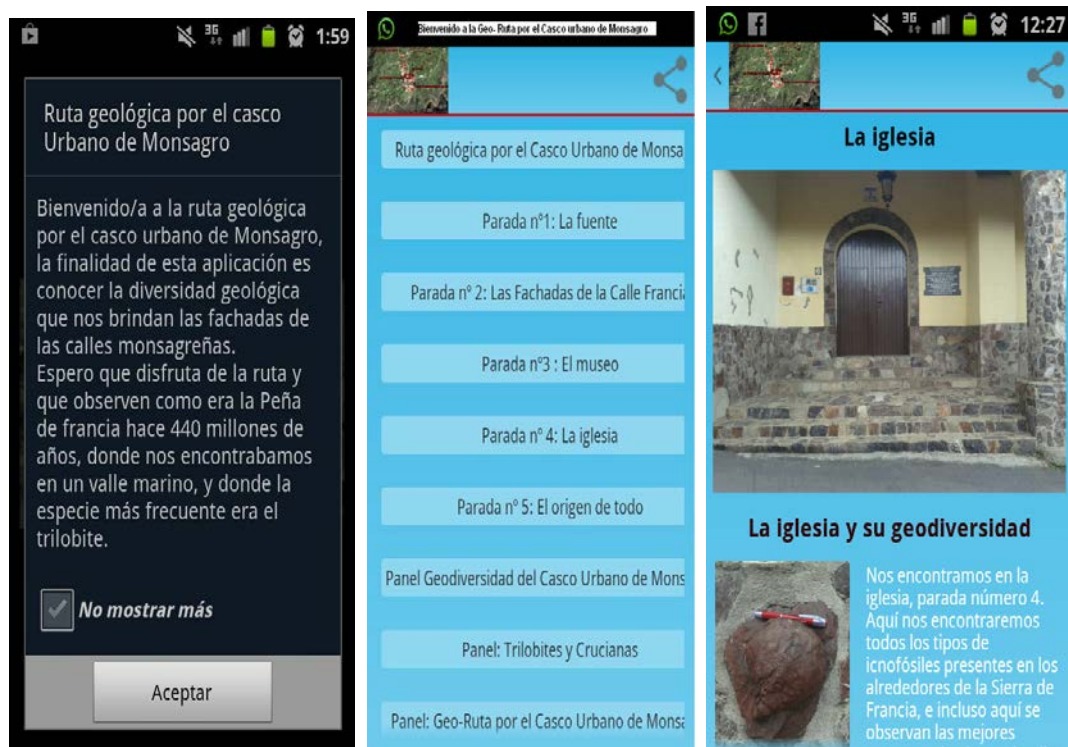 3G
1:59
Ruta geológica por el casco
Urbano de Monsagro
Bienvenido/a a la ruta geológica
por el casco urbano de Monsagro,
la finalidad de esta aplicación es
conocer la diversidad geológica
que nos brindan las fachadas de
las calles monsagreñas.
Espero que disfruta de la ruta y
que observen como era la Peña
de francia hace 440 millones de
años, donde nos encontrabamos
en un valle marino, y donde la
especie más frecuente era el
trilobite.
No mostrar más
Aceptar
Bienvenido a la Geo- Ruta por el Casco urbano de Monsagro
Ruta geológica por el Casco Urbano de Monsa
Parada nº1: La fuente
Parada nº 2: Las Fachadas de la Calle Francia
Parada nº3 : El museo
Parada nº 4: La iglesia
Parada nº 5: El origen de todo
Panel Geodiversidad del Casco Urbano de Mons
Panel: Trilobites y Crucianas
Panel: Geo-Ruta por el Casco Urbano de Monsa
3G
12:27
La iglesia
La iglesia y su geodiversidad
Nos encontramos en la
iglesia, parada número 4.
Aquí nos encontraremos
todos los tipos de
icnofósiles presentes en los
alrededores de la Sierra de
Francia, e incluso aquí se
observan las mejores